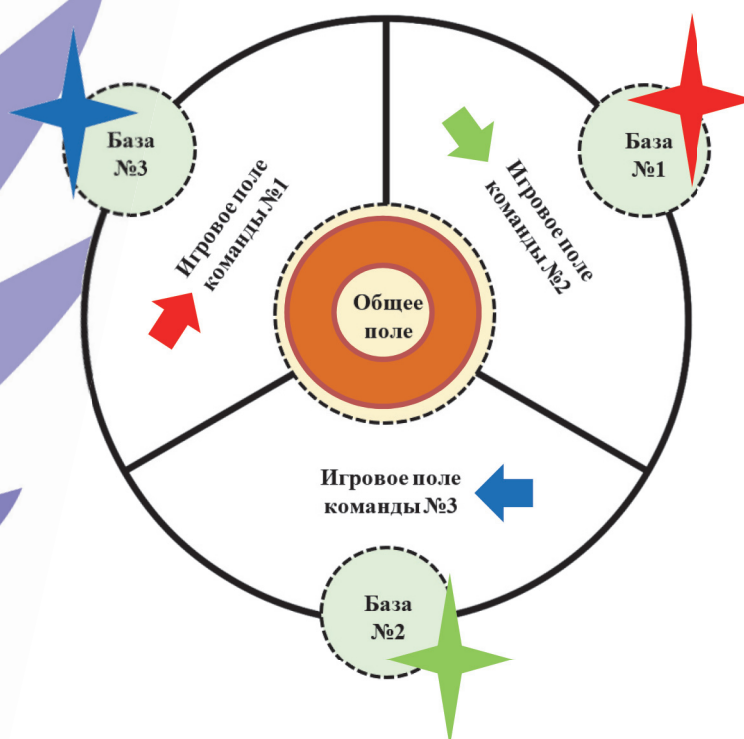 База
№3
База
№1
Игровое поле
команды №1
Игровое поле
команды №2
Общее
поле
Игровое поле
команды №3
База
№2